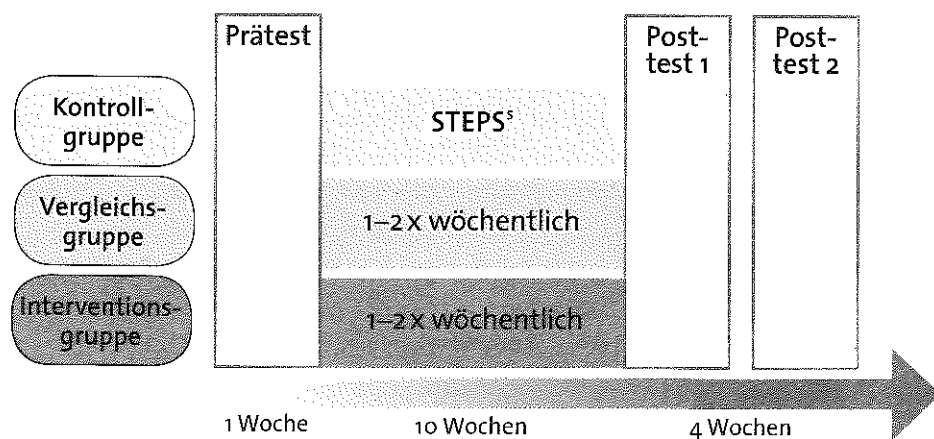 Prätest
Post-
test 1
Post-
test 2
Kontroll-
gruppe
STEPSˢ
Vergleichs-
gruppe
1–2 x wöchentlich
Interventions-
gruppe
1–2 x wöchentlich
1 Woche
10 Wochen
4 Wochen